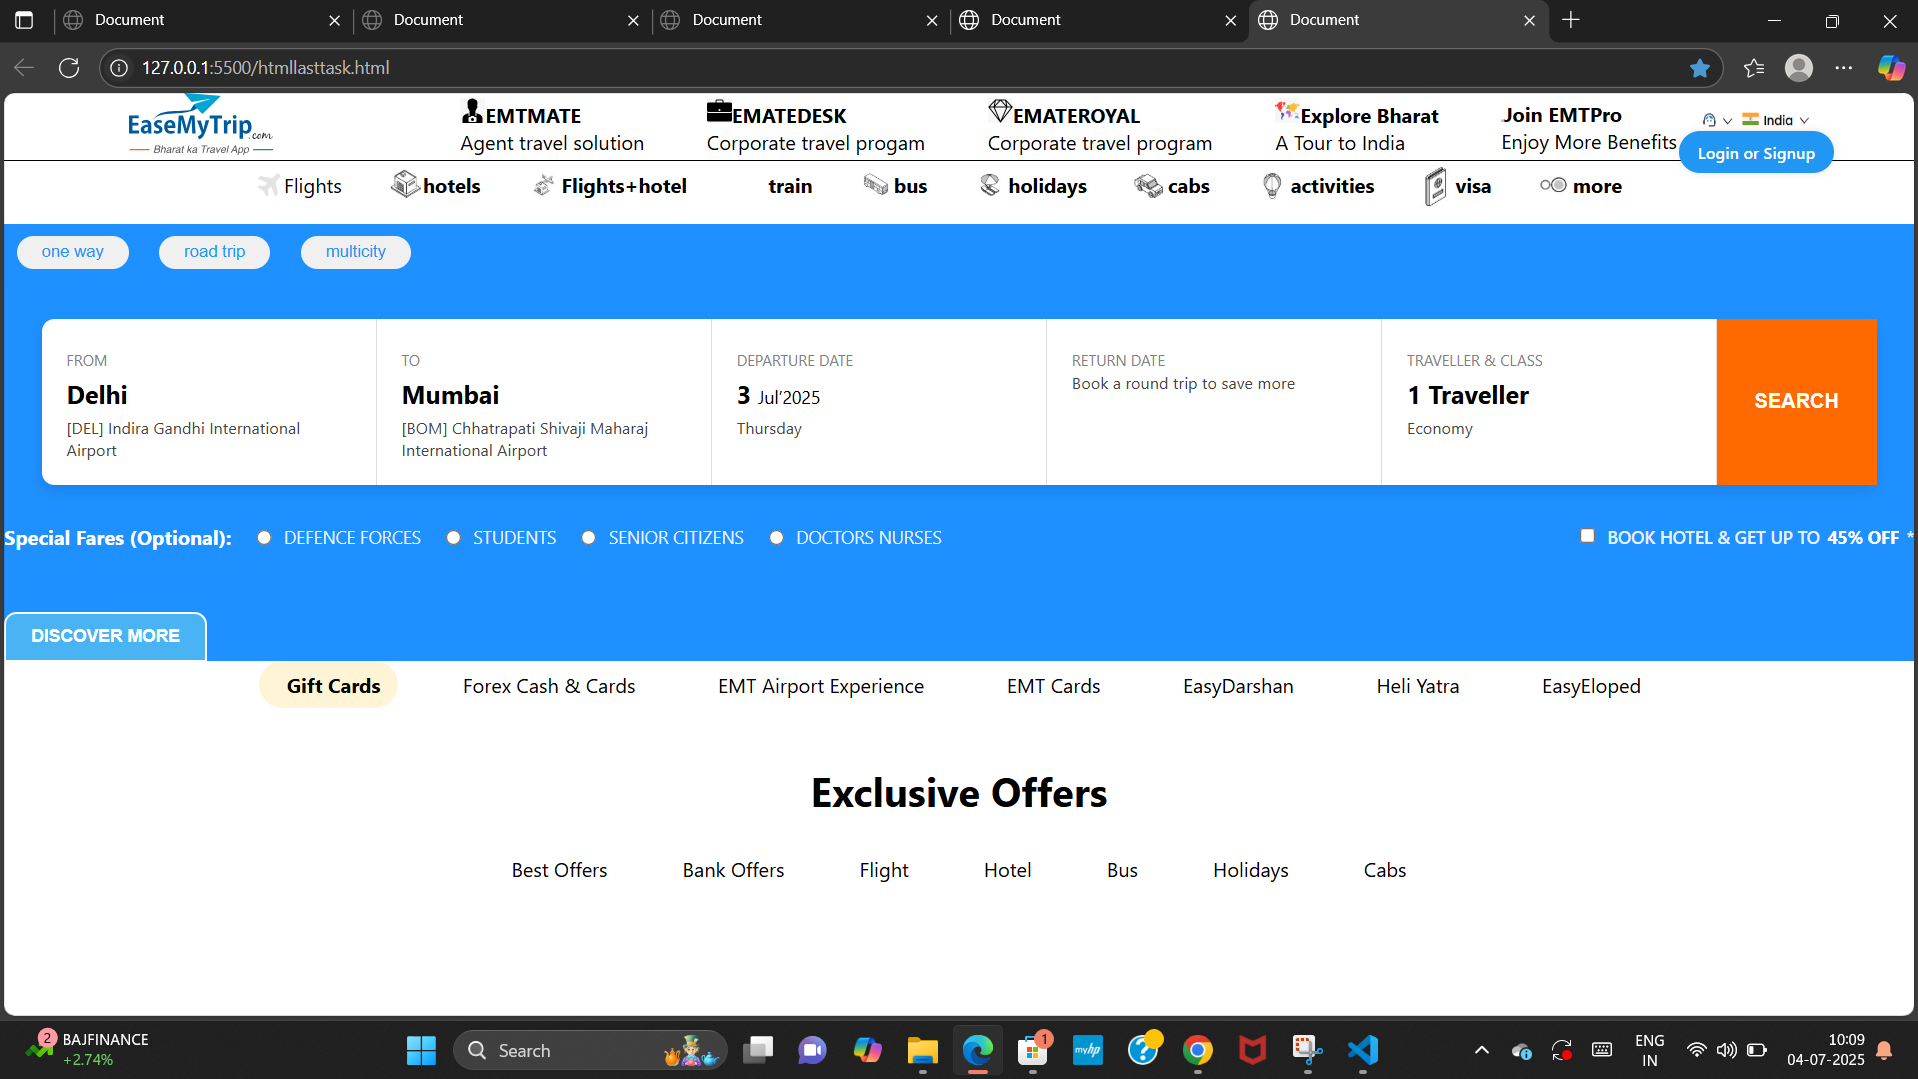 Document
Document
Document
Document
Document
127.0.0.1:5500/htmllasttask.html
EaseMyTrip.com
Bharat ka Travel App
EMTMATE
Agent travel solution
EMATEDESK
Corporate travel progam
EMATEROYAL
Corporate travel program
Explore Bharat
A Tour to India
Join EMTPro
Enjoy More Benefits
India
Login or Signup
Flights
hotels
Flights+hotel
train
bus
holidays
cabs
activities
visa
more
one way
road trip
multicity
FROM
Delhi
[DEL] Indira Gandhi International
Airport
TO
Mumbai
[BOM] Chhatrapati Shivaji Maharaj
International Airport
DEPARTURE DATE
3 Jul'2025
Thursday
RETURN DATE
Book a round trip to save more
TRAVELLER & CLASS
1 Traveller
Economy
SEARCH
Special Fares (Optional):
DEFENCE FORCES
STUDENTS
SENIOR CITIZENS
DOCTORS NURSES
BOOK HOTEL & GET UP TO 45% OFF *
DISCOVER MORE
Gift Cards
Forex Cash & Cards
EMT Airport Experience
EMT Cards
EasyDarshan
Heli Yatra
EasyEloped
Exclusive Offers
Best Offers
Bank Offers
Flight
Hotel
Bus
Holidays
Cabs
2
BAJFINANCE
+2.74%
Search
1
myhp
ENG
IN
10:09
04-07-2025